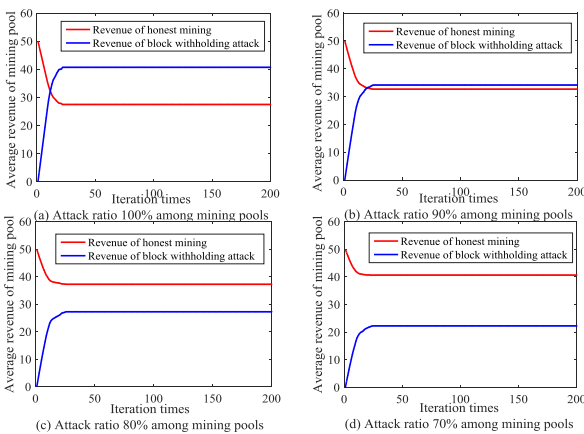 Average revenue of mining pool
60
50
40
30
20
10
0
Revenue of honest mining
Revenue of block withholding attack
0 50 100 150 200
Iteration times
(a) Attack ratio 100% among mining pools
Average revenue of mining pool
60
50
40
30
20
10
0
Revenue of honest mining
Revenue of block withholding attack
0 50 100 150 200
Iteration times
(b) Attack ratio 90% among mining pools
Average revenue of mining pool
60
50
40
30
20
10
0
Revenue of honest mining
Revenue of block withholding attack
0 50 100 150 200
Iteration times
(c) Attack ratio 80% among mining pools
Average revenue of mining pool
60
50
40
30
20
10
0
Revenue of honest mining
Revenue of block withholding attack
0 50 100 150 200
Iteration times
(d) Attack ratio 70% among mining pools